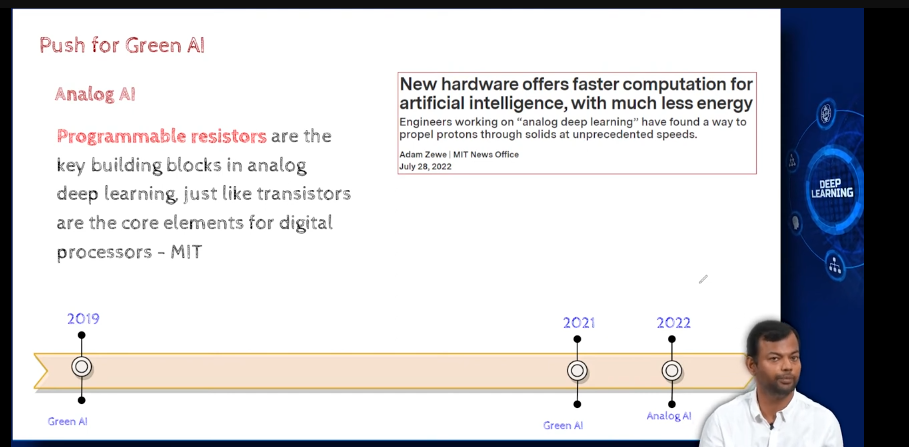 Push for Green AI
Analog AI
Programmable resistors are the
key building blocks in analog
deep learning, just like transistors
are the core elements for digital
processors - MIT
New hardware offers faster computation for
artificial intelligence, with much less energy
Engineers working on “analog deep learning” have found a way to
propel protons through solids at unprecedented speeds.
Adam Zewe | MIT News Office
July 28, 2022
DEEP
LEARNING
2019
2021
2022
Green AI
Green AI
Analog AI